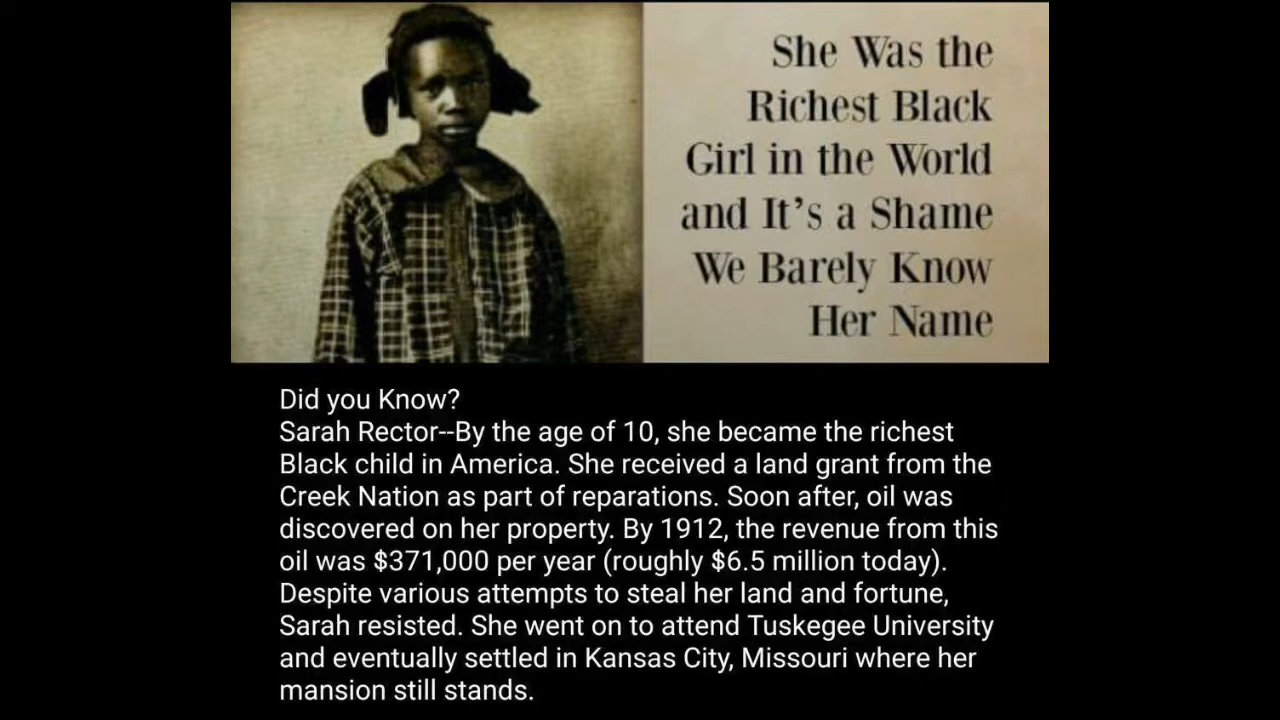 She Was the
Richest Black
Girl in the World
and It's a Shame
We Barely Know
Her Name
Did you Know?
Sarah Rector--By the age of 10, she became the richest
Black child in America. She received a land grant from the
Creek Nation as part of reparations. Soon after, oil was
discovered on her property. By 1912, the revenue from this
oil was $371,000 per year (roughly $6.5 million today).
Despite various attempts to steal her land and fortune,
Sarah resisted. She went on to attend Tuskegee University
and eventually settled in Kansas City, Missouri where her
mansion still stands.